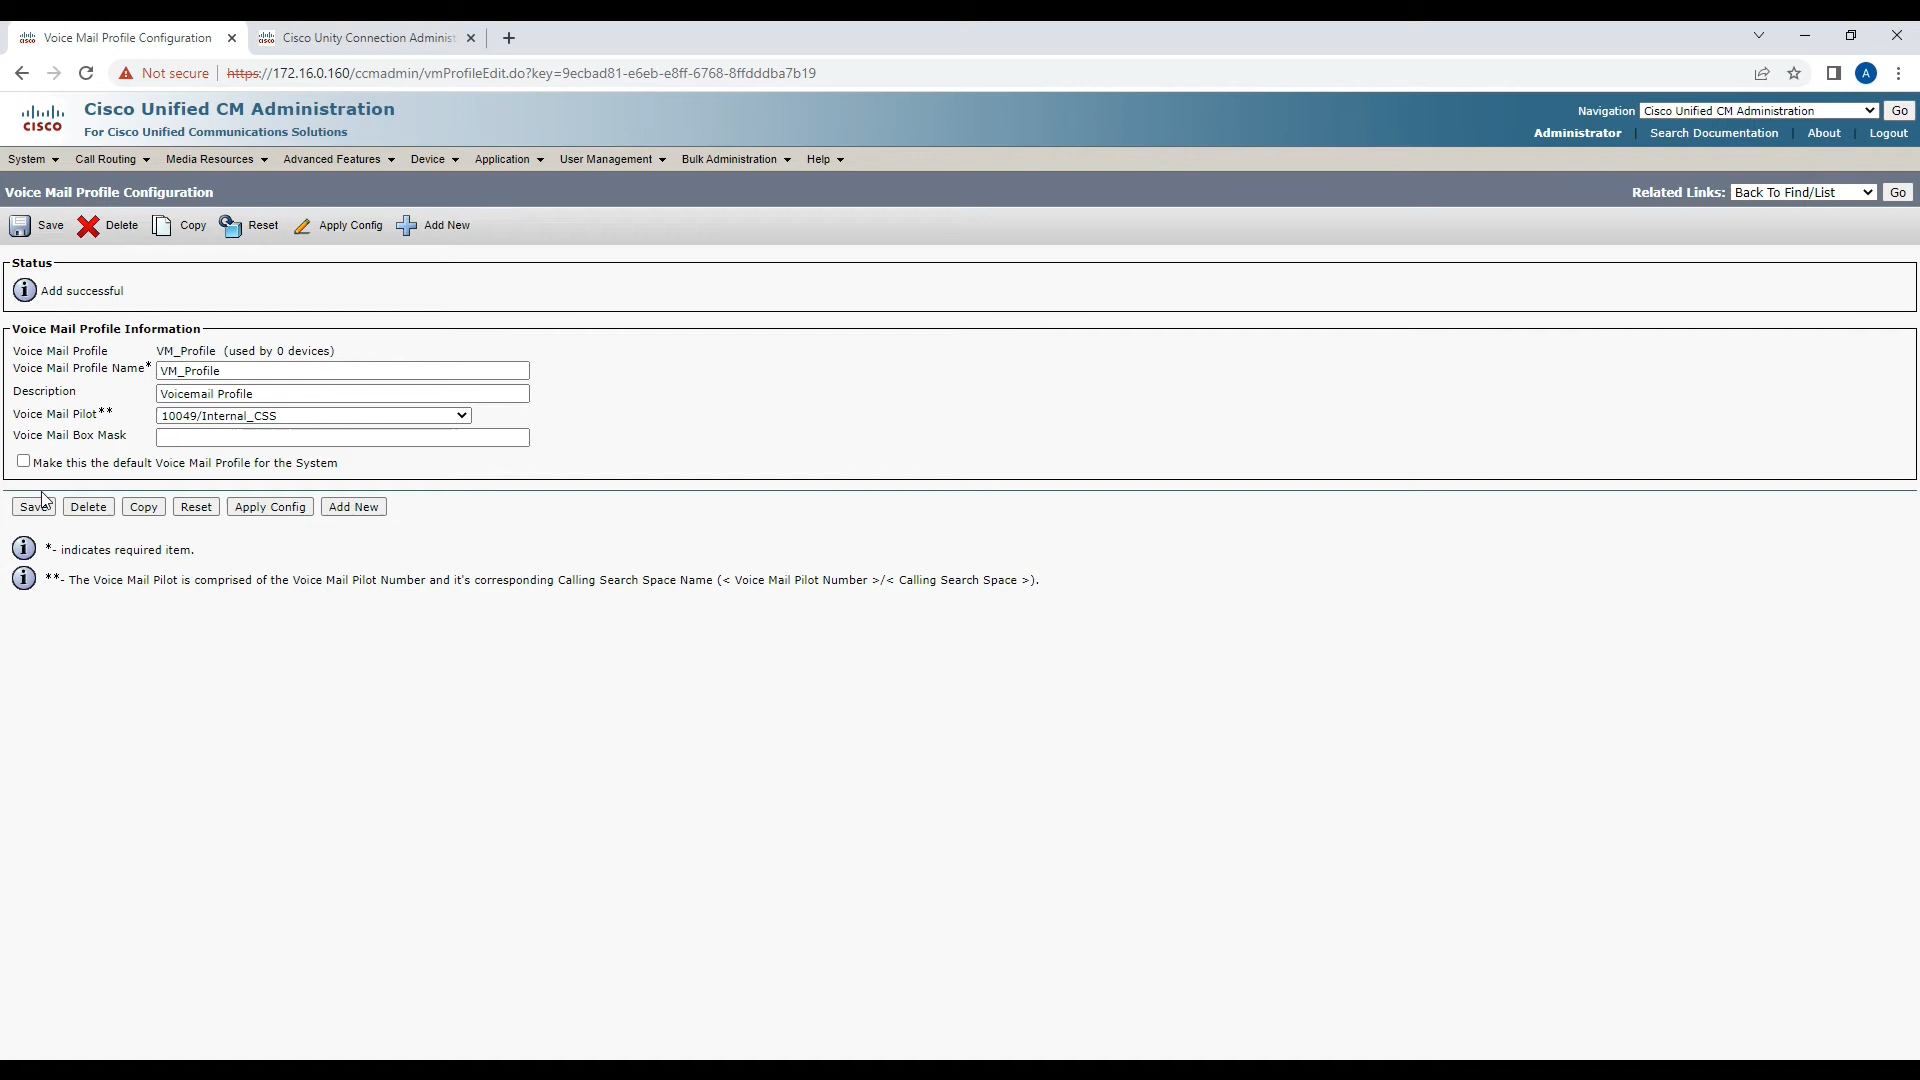 Voice Mail Profile Configuration
Cisco Unity Connection Administ
Not secure https://172.16.0.160/ccmadmin/vmProfileEdit.do?key=9ecbad81-e6eb-e8ff-6768-8ffdddba7b19
A
CISCO
Cisco Unified CM Administration
For Cisco Unified Communications Solutions
Navigation Cisco Unified CM Administration Go
Administrator | Search Documentation | About | Logout
System Call Routing Media Resources Advanced Features Device Application User Management Bulk Administration Help
Voice Mail Profile Configuration
Related Links: Back To Find/List Go
Save Delete Copy Reset Apply Config Add New
Status
i Add successful
Voice Mail Profile Information
Voice Mail Profile VM_Profile (used by 0 devices)
Voice Mail Profile Name* VM_Profile
Description Voicemail Profile
Voice Mail Pilot** 10049/Internal_CSS
Voice Mail Box Mask
Make this the default Voice Mail Profile for the System
Save Delete Copy Reset Apply Config Add New
i *- indicates required item.
i **- The Voice Mail Pilot is comprised of the Voice Mail Pilot Number and it's corresponding Calling Search Space Name (< Voice Mail Pilot Number >/< Calling Search Space >).